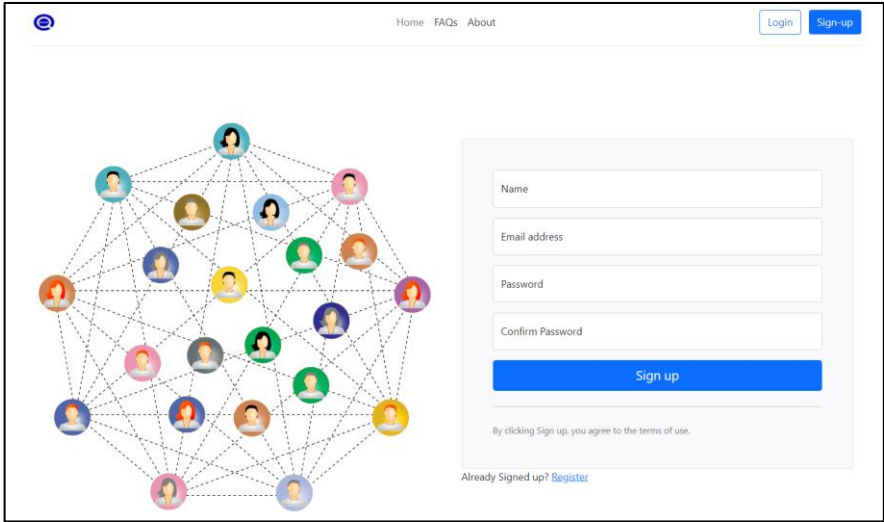 Home FAQs About
Login Sign-up
Name
Email address
Password
Confirm Password
Sign up
By clicking Sign up, you agree to the terms of use.
Already Signed up? Register